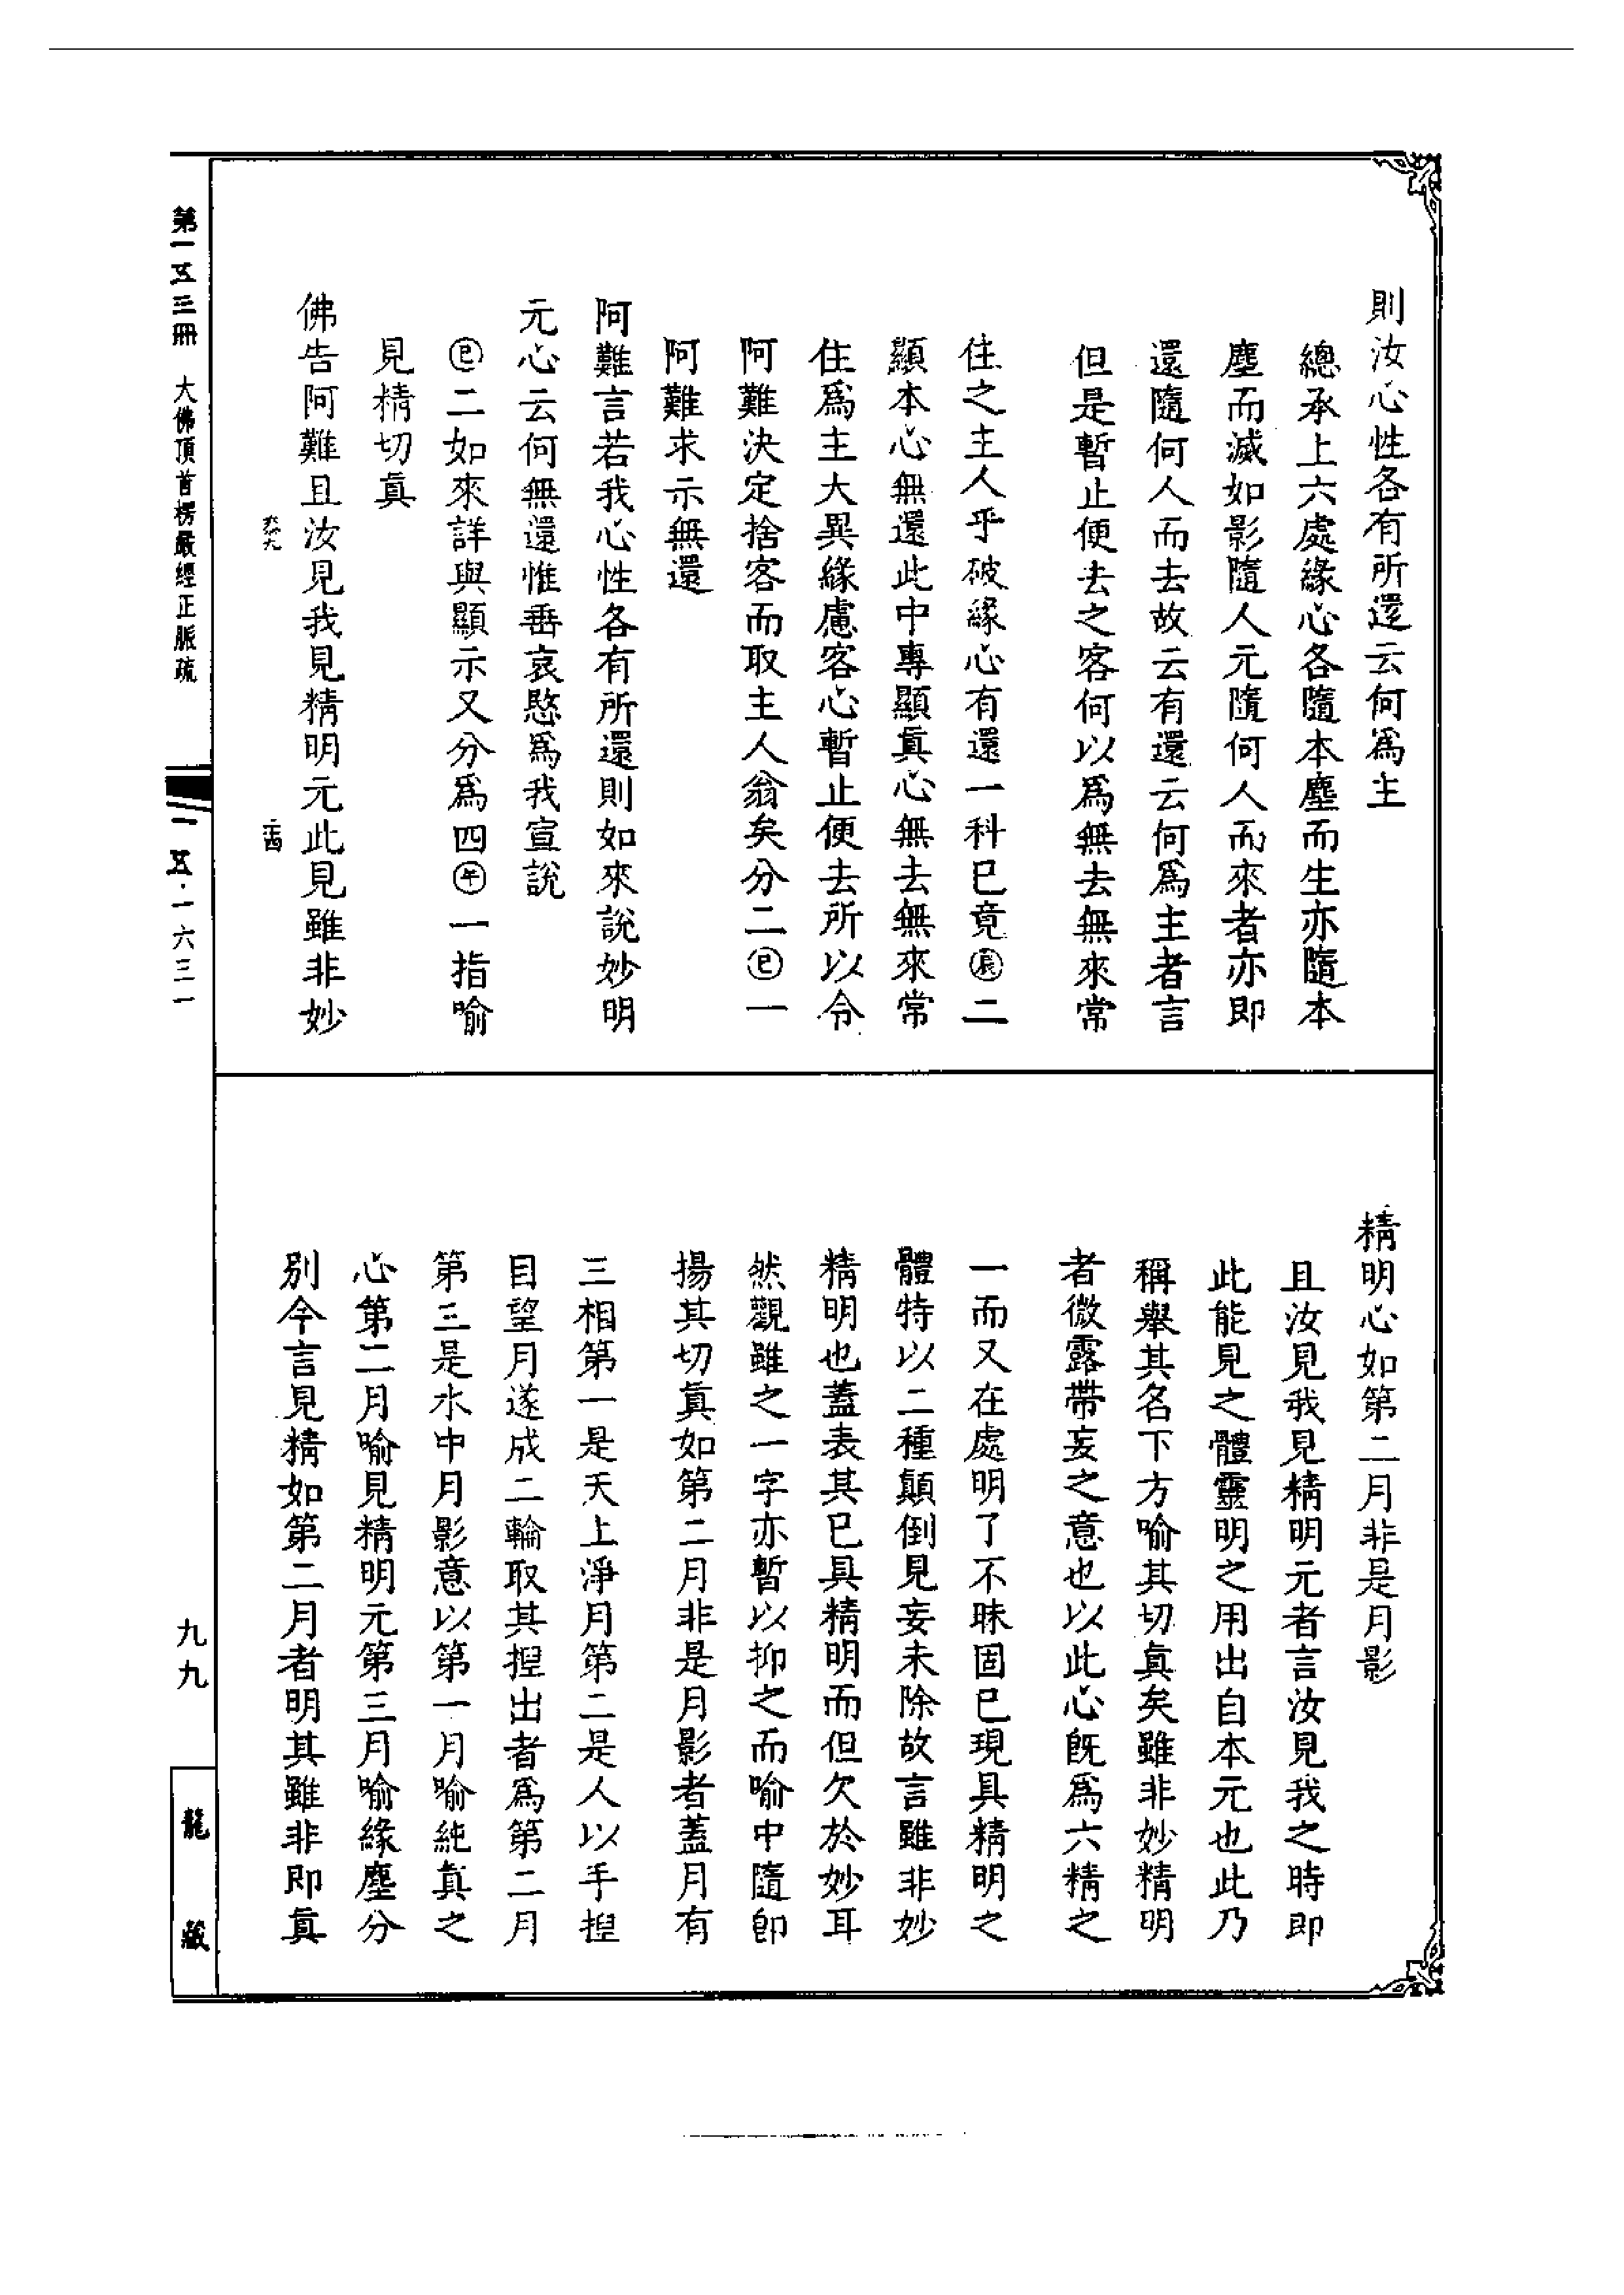 則汝心性各有所還云何爲主
總承上六處緣心各隨本塵而生亦隨本
塵而滅如影隨人元隨何人而來者亦即
還隨何人而去故云有還云何爲主者言
但是暫止便去之客何以爲無去無來常
住之主人乎破緣心有還一科已竟㊁二
顯本心無還此中專顯真心無去無來常
住爲主大異緣慮客心暫止便去所以令
阿難決定捨客而取主人翁矣分二巳一
阿難求示無還
阿難言若我心性各有所還則如來說妙明
元心云何無還惟垂哀愍爲我宣說
巳二如來詳與顯示又分爲四午一指喻
見精切真
佛告阿難且汝見我見精明元此見雖非妙
精明心如第二月非是月影
且汝見我見精明元者言汝見我之時即
此能見之體靈明之用出自本元也此乃
稱舉其名下方喻其切真矣雖非妙精明
者微露帶妄之意也以此心既爲六精之
一而又在處明了不昧固已現具精明之
體特以二種顛倒見妄未除故言雖非妙
精明也蓋表其已具精明而但欠於妙耳
然觀雖之一字亦暫以抑之而喻中隨卽
揚其切真如第二月非是月影者蓋月有
三相第一是天上淨月第二是人以手揑
目望月遂成二輪取其揑出者爲第二月
第三是水中月影意以第一月喻純真之
心第二月喻見精明元第三月喻緣塵分
別今言見精如第二月者明其雖非即真
第一五三冊　大佛頂首楞嚴經正脈疏
一五·一六三一
九九
龍藏